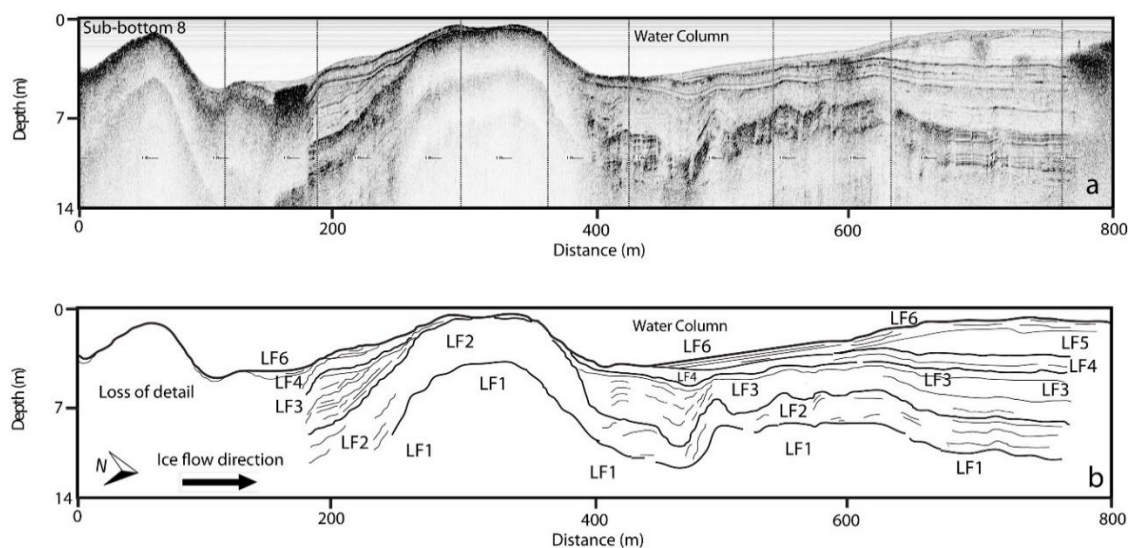 0
Sub-bottom 8
Water Column
Depth (m)
7
14
a
0
200
400
600
800
Distance (m)
0
Water Column
LF6
LF2
LF6
LF6
LF5
LF4
LF4
LF4
LF3
LF3
LF3
LF3
Loss of detail
Depth (m)
7
LF2
LF2
LF1
LF1
LF1
LF1
LF1
N
Ice flow direction
b
14
0
200
400
600
800
Distance (m)